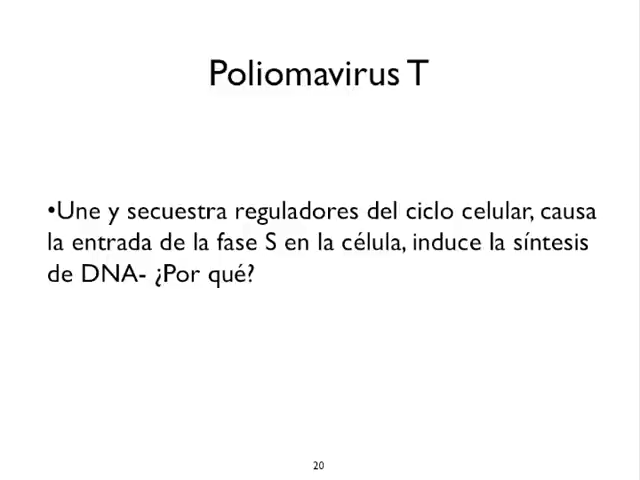 Poliomavirus T
•Une y secuestra reguladores del ciclo celular, causa
la entrada de la fase S en la célula, induce la síntesis
de DNA- ¿Por qué?
20